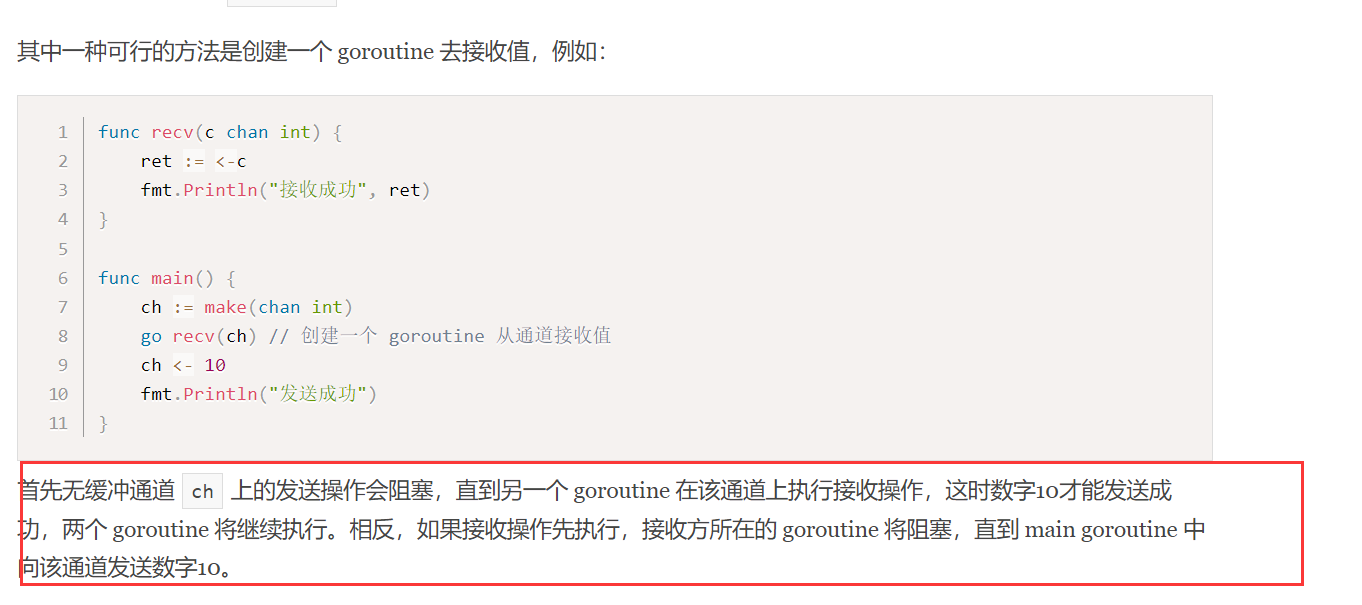 其中一种可行的方法是创建一个 goroutine 去接收值，例如：
1 func recv(c chan int) {
2     ret := <-c
3     fmt.Println("接收成功", ret)
4 }
5
6 func main() {
7     ch := make(chan int)
8     go recv(ch) // 创建一个 goroutine 从通道接收值
9     ch <- 10
10     fmt.Println("发送成功")
11 }
首先无缓冲通道 ch 上的发送操作会阻塞，直到另一个 goroutine 在该通道上执行接收操作，这时数字10才能发送成
功，两个 goroutine 将继续执行。相反，如果接收操作先执行，接收方所在的 goroutine 将阻塞，直到 main goroutine 中
向该通道发送数字10。